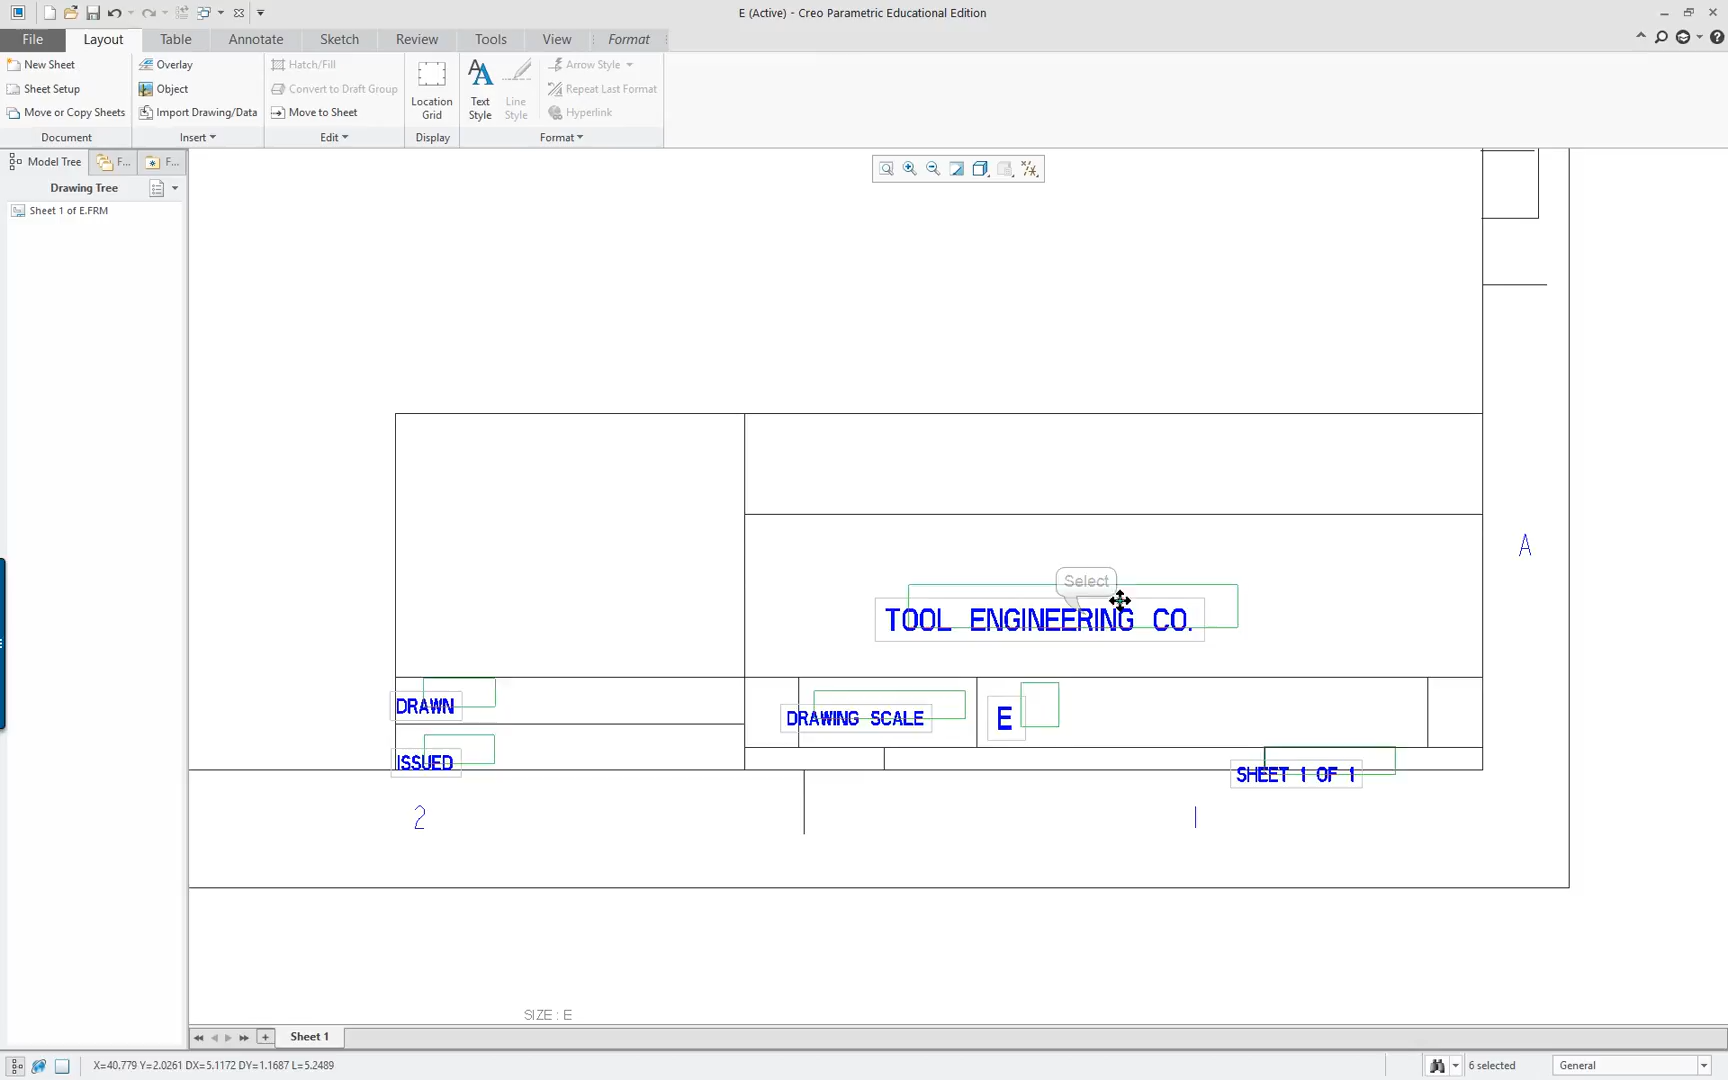 E (Active) - Creo Parametric Educational Edition
File Layout Table Annotate Sketch Review Tools View Format
New Sheet
Sheet Setup
Move or Copy Sheets
Document
Overlay
Object
Import Drawing/Data
Insert
Hatch/Fill
Convert to Draft Group
Move to Sheet
Edit
Location
Grid
Display
Text
Style
Line
Style
Arrow Style
Repeat Last Format
Hyperlink
Format
Model Tree F... F...
Drawing Tree
Sheet 1 of E.FRM
A
Select
TOOL ENGINEERING CO.
DRAWN
DRAWING SCALE
E
ISSUED
SHEET 1 OF 1
2
1
SIZE : E
Sheet 1
X=40.779 Y=2.0261 DX=5.1172 DY=1.1687 L=5.2489
6 selected
General